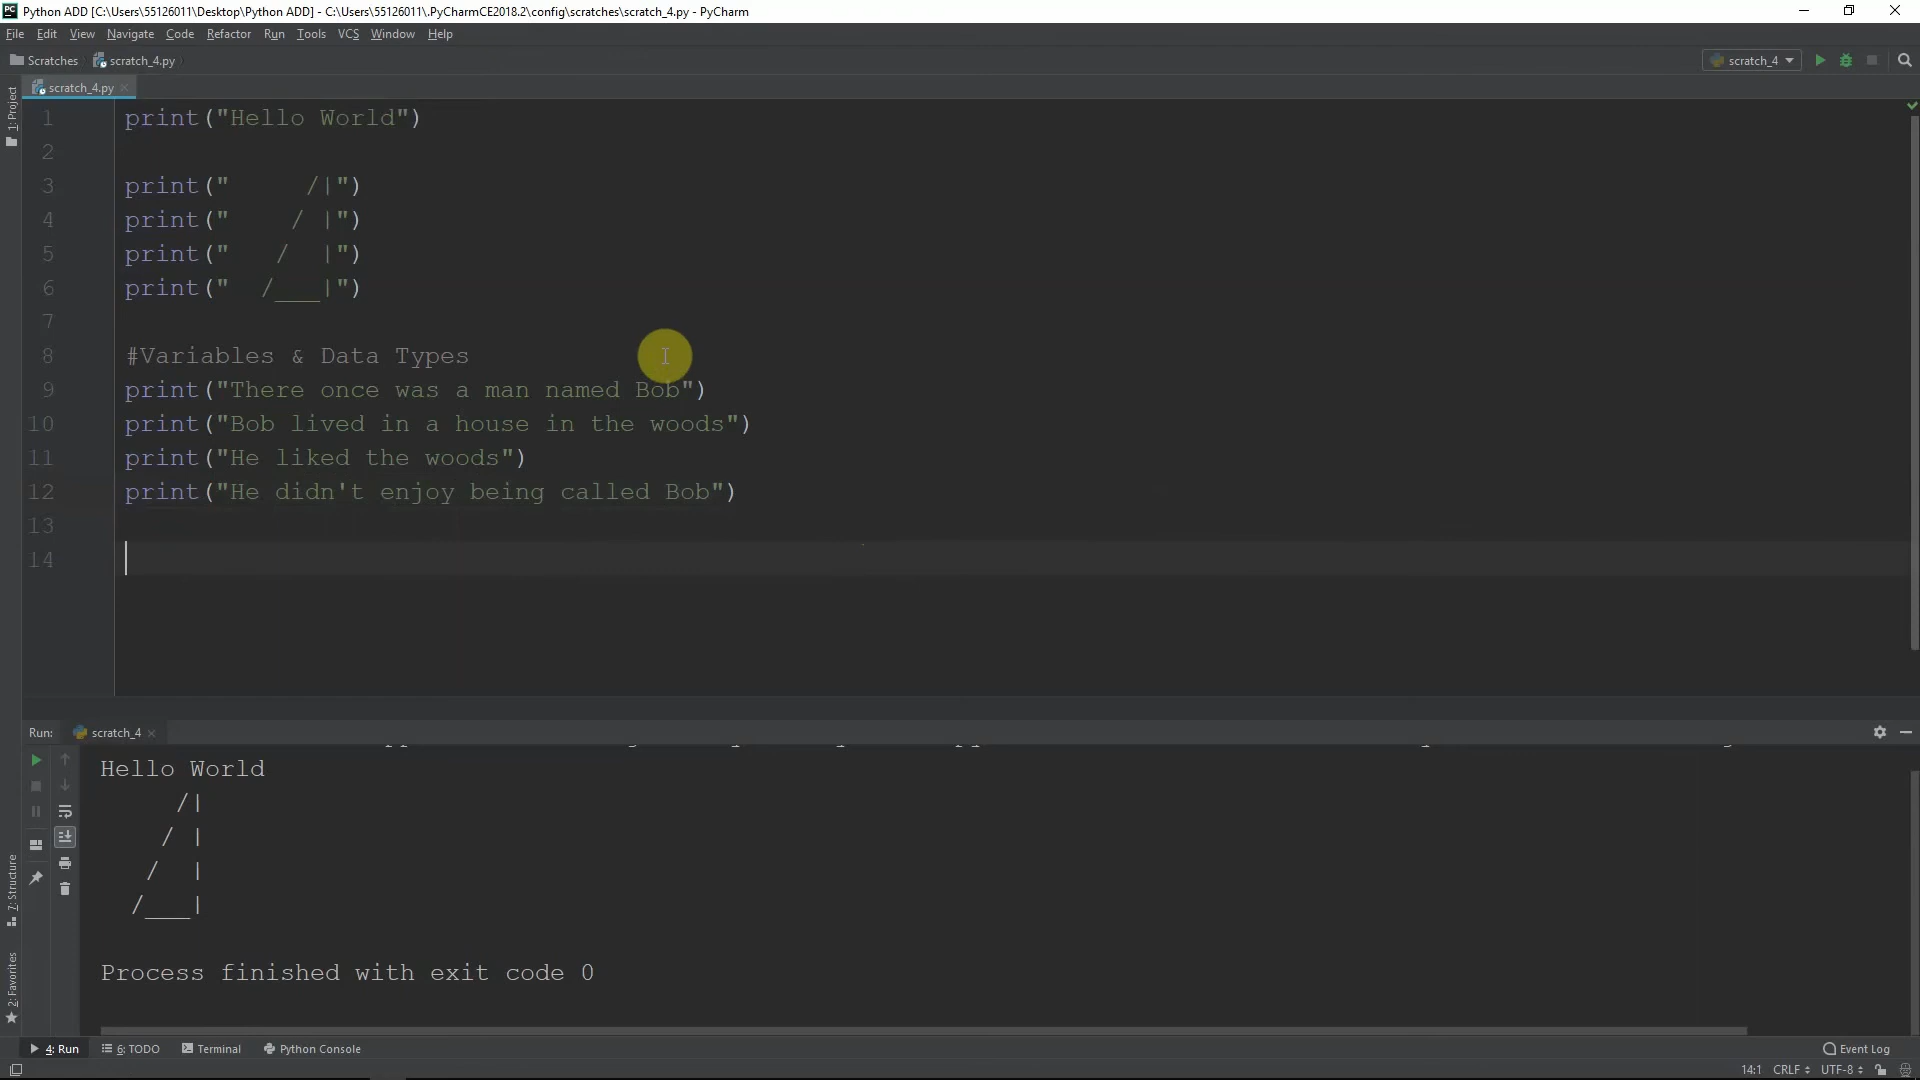 Python ADD [C:\Users\55126011\Desktop\Python ADD] - C:\Users\55126011\.PyCharmCE2018.2\config\scratches\scratch_4.py - PyCharm
File Edit View Navigate Code Refactor Run Tools VCS Window Help
Scratches scratch_4.py scratch_4
scratch_4.py
1: Project
1 print("Hello World")
2
3 print("     /|")
4 print("    / |")
5 print("   /  |")
6 print("  /___|")
7
8 #Variables & Data Types
9 print("There once was a man named Bob")
10 print("Bob lived in a house in the woods")
11 print("He liked the woods")
12 print("He didn't enjoy being called Bob")
13
14
Run: scratch_4
Hello World
     /|
    / |
   /  |
  /___|
Process finished with exit code 0
7: Structure
2: Favorites
4: Run 6: TODO Terminal Python Console Event Log
14:1 CRLF UTF-8